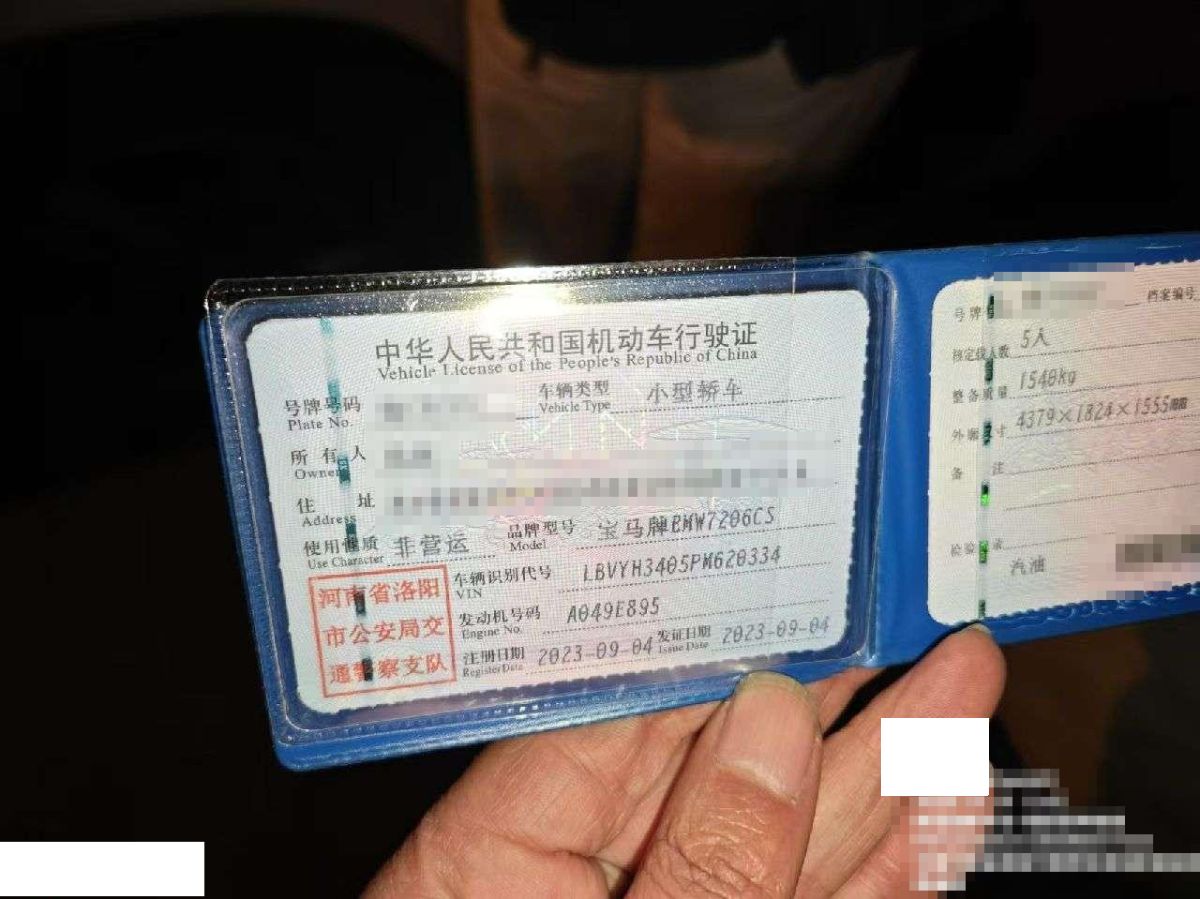 中华人民共和国机动车行驶证
Vehicle License of the People's Republic of China
号牌号码
Plate No.
车辆类型 小型轿车
Vehicle Type
所有人
Owner
住址
Address
使用性质 非营运
Use Character
品牌型号 宝马牌BMW7206CS
Model
河南省洛阳
市公安局交
通警察支队
车辆识别代号 LBVYH3405PM620334
VIN
发动机号码 A049E895
Engine No.
注册日期 2023-09-04
Register Date
发证日期 2023-09-04
Issue Date
号牌
档案编号
核定载人数 5人
整备质量 1540kg
外廓尺寸 4379×1824×1555mm
备注
检验记录
汽油